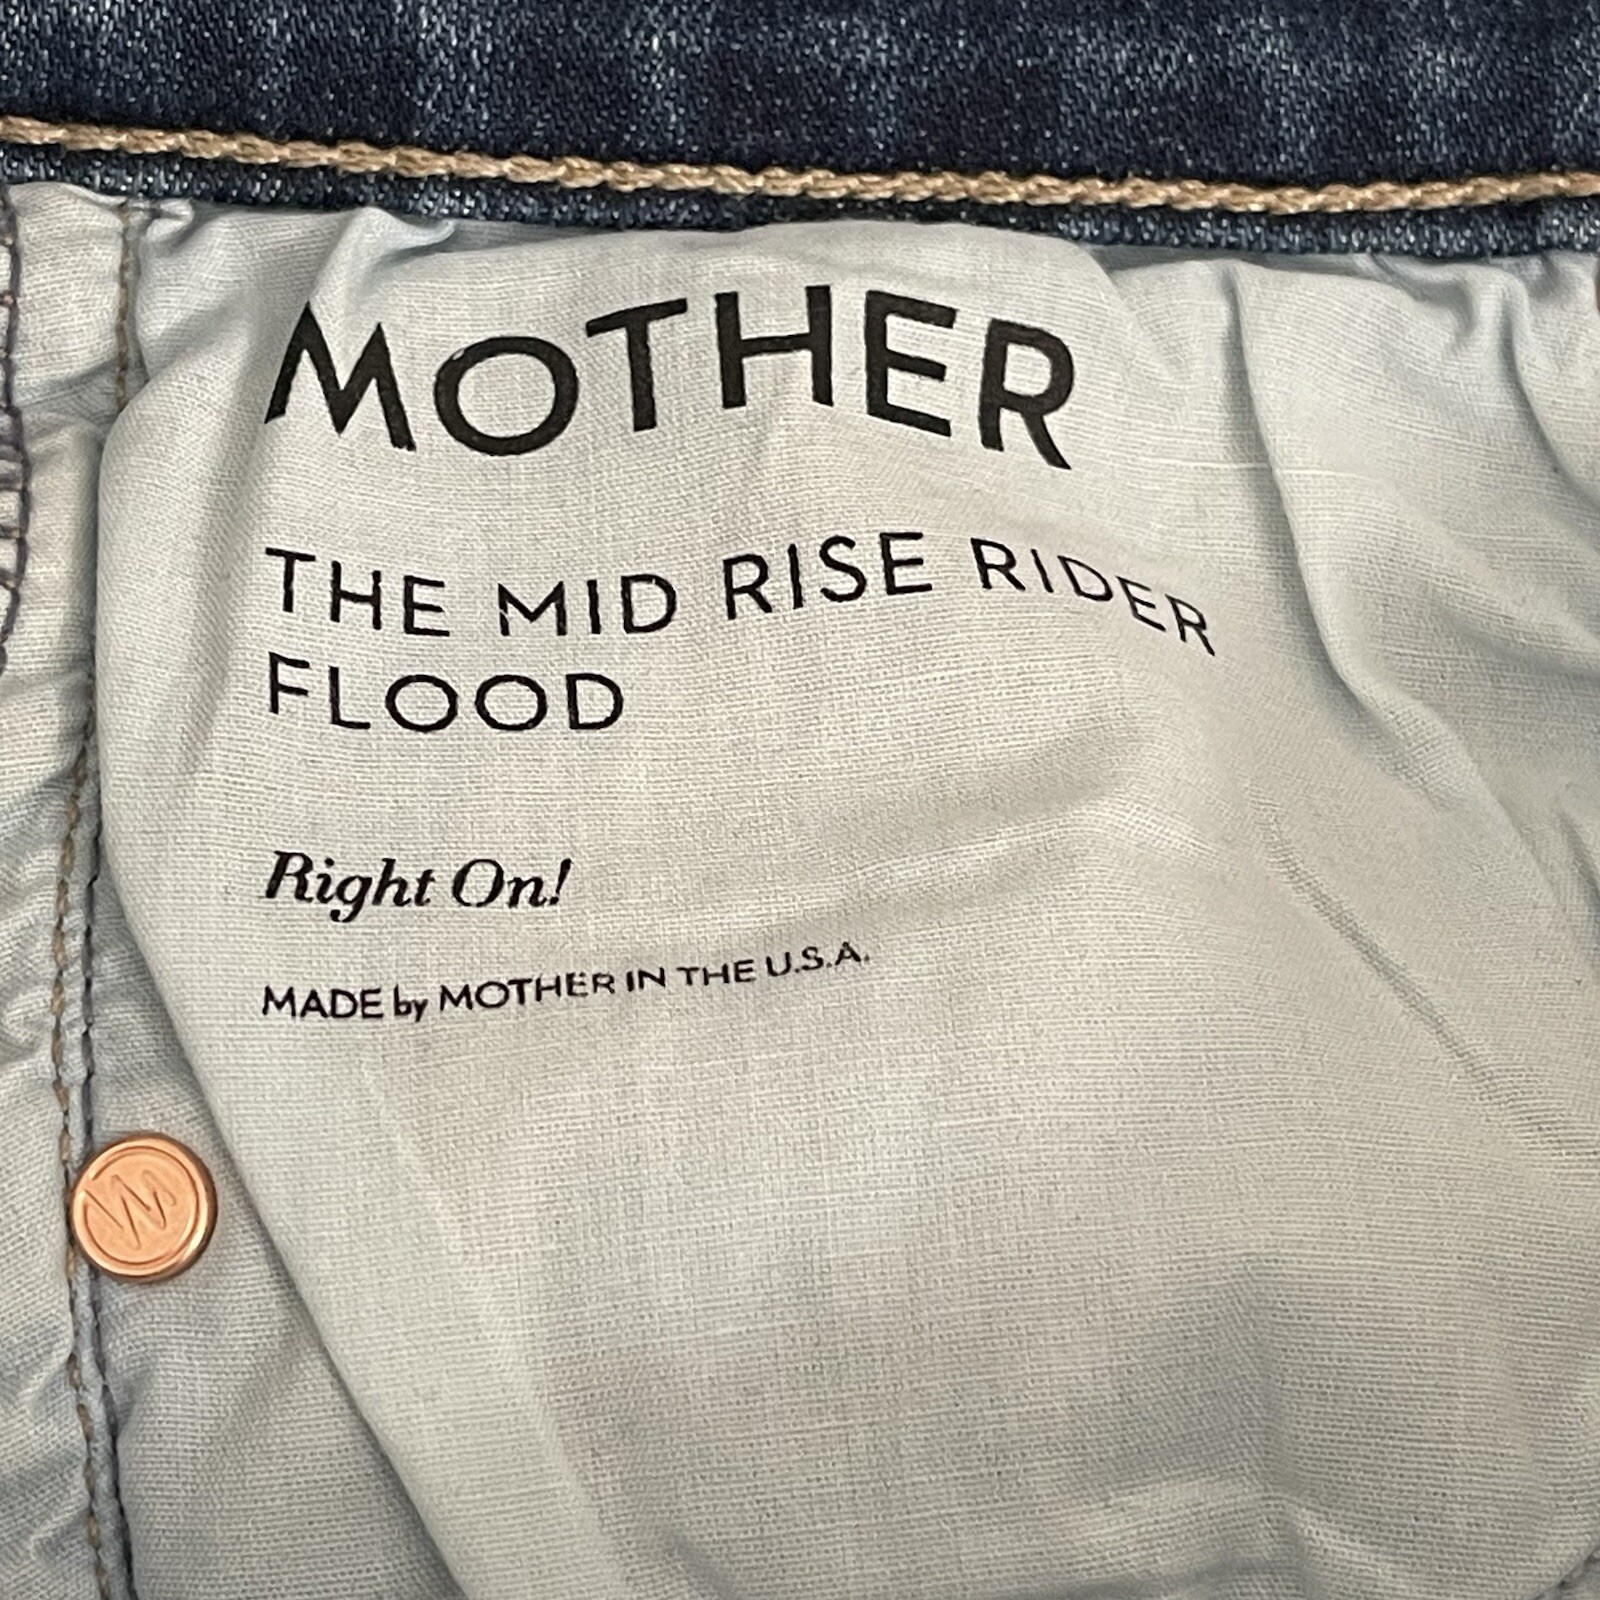 MOTHER
THE MID RISE RIDER
FLOOD
Right On!
MADE by MOTHER IN THE U.S.A.